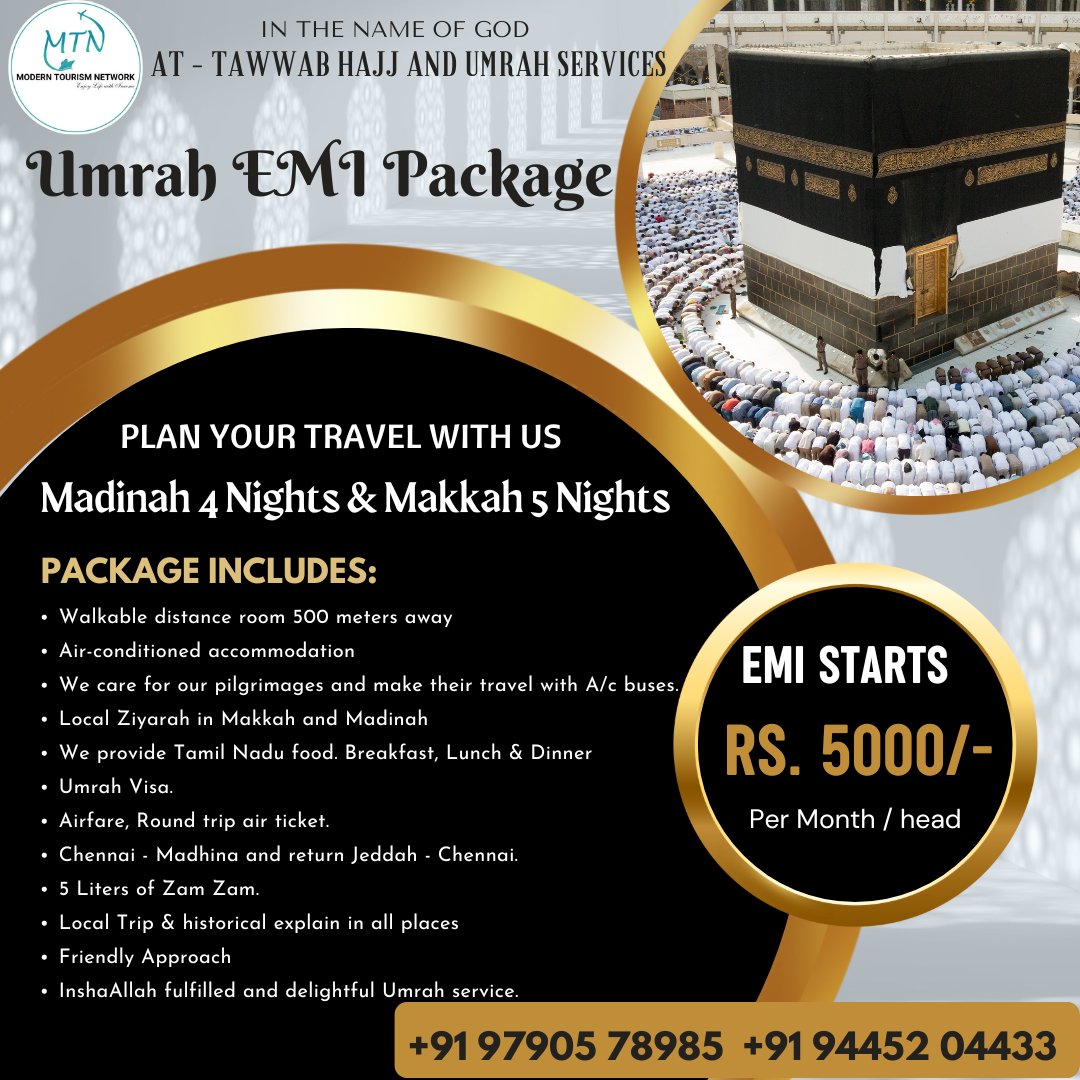 MTN
MODERN TOURISM NETWORK
IN THE NAME OF GOD
AT - TAWWAB HAJJ AND UMRAH SERVICES
Umrah EMI Package
PLAN YOUR TRAVEL WITH US
Madinah 4 Nights & Makkah 5 Nights
PACKAGE INCLUDES:
• Walkable distance room 500 meters away
• Air-conditioned accommodation
• We care for our pilgrimages and make their travel with A/c buses.
• Local Ziyarah in Makkah and Madinah
• We provide Tamil Nadu food. Breakfast, Lunch & Dinner
• Umrah Visa.
• Airfare, Round trip air ticket.
• Chennai - Madhina and return Jeddah - Chennai.
• 5 Liters of Zam Zam.
• Local Trip & historical explain in all places
• Friendly Approach
• InshaAllah fulfilled and delightful Umrah service.
EMI STARTS
RS. 5000/-
Per Month / head
+91 97905 78985 +91 94452 04433